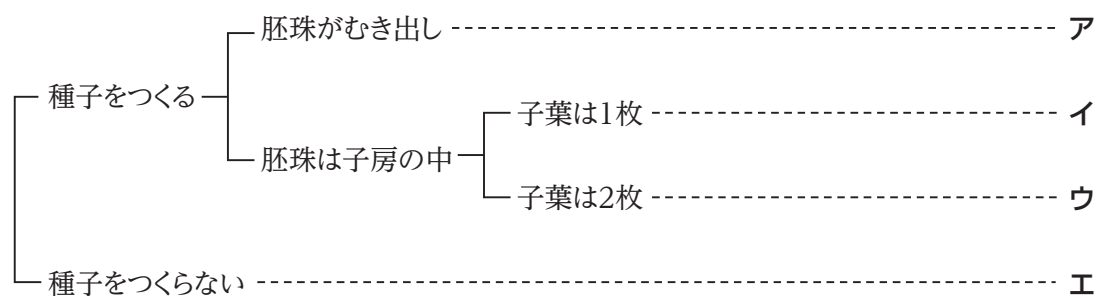 胚珠がむき出し ア
種子をつくる
子葉は1枚 イ
胚珠は子房の中
子葉は2枚 ウ
種子をつくらない エ